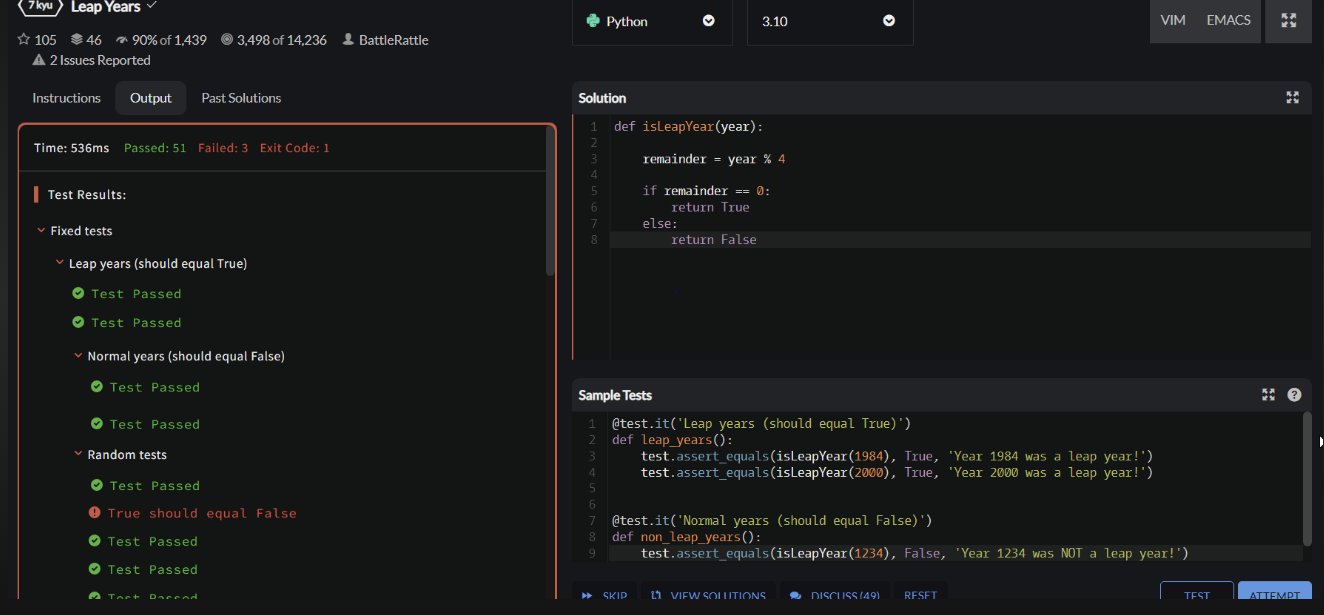 7 kyu Leap Years
105 46 90% of 1,439 3,498 of 14,236 BattleRattle
2 Issues Reported
Instructions Output Past Solutions
Time: 536ms Passed: 51 Failed: 3 Exit Code: 1
Test Results:
Fixed tests
Leap years (should equal True)
Test Passed
Test Passed
Normal years (should equal False)
Test Passed
Test Passed
Random tests
Test Passed
True should equal False
Test Passed
Test Passed
Test Passed
Python 3.10 VIM EMACS
Solution
1 def isLeapYear(year):
2
3 remainder = year % 4
4
5 if remainder == 0:
6 return True
7 else:
8 return False
Sample Tests
1 @test.it('Leap years (should equal True)')
2 def leap_years():
3 test.assert_equals(isLeapYear(1984), True, 'Year 1984 was a leap year!')
4 test.assert_equals(isLeapYear(2000), True, 'Year 2000 was a leap year!')
5
6
7 @test.it('Normal years (should equal False)')
8 def non_leap_years():
9 test.assert_equals(isLeapYear(1234), False, 'Year 1234 was NOT a leap year!')
SKIP VIEW SOLUTIONS DISCUSS (49) RESET TEST ATTEMPT